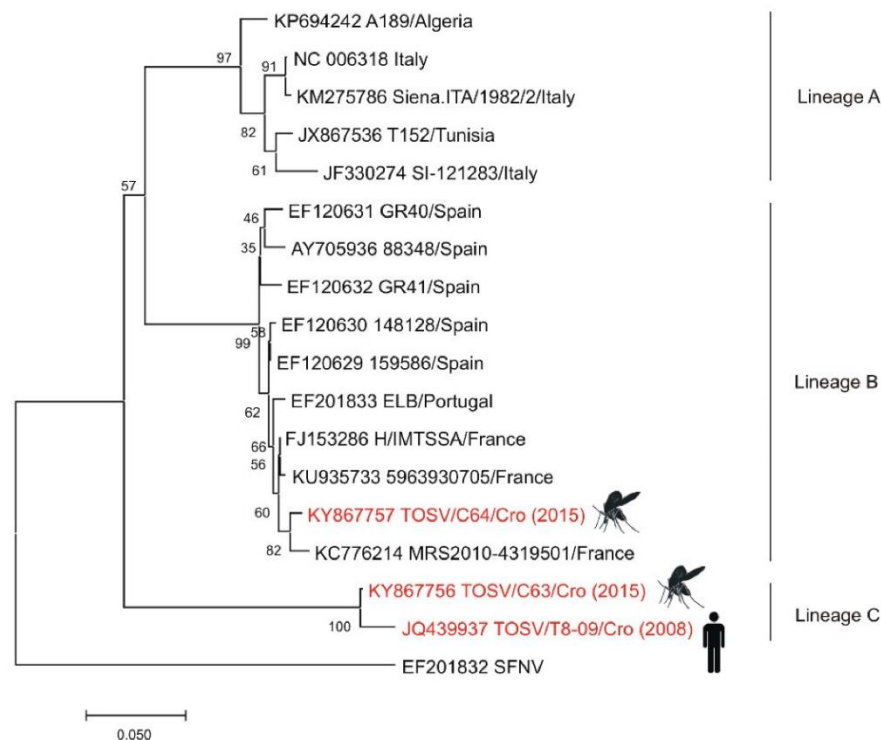 KP694242 A189/Algeria
97
91
NC 006318 Italy
KM275786 Siena.ITA/1982/2/Italy
Lineage A
82
JX867536 T152/Tunisia
61
JF330274 SI-121283/Italy
57
46
EF120631 GR40/Spain
35
AY705936 88348/Spain
EF120632 GR41/Spain
58
EF120630 148128/Spain
99
EF120629 159586/Spain
Lineage B
62
EF201833 ELB/Portugal
66
FJ153286 H/IMTSSA/France
56
KU935733 5963930705/France
60
KY867757 TOSV/C64/Cro (2015)
82
KC776214 MRS2010-4319501/France
KY867756 TOSV/C63/Cro (2015)
Lineage C
100
JQ439937 TOSV/T8-09/Cro (2008)
EF201832 SFNV
0.050